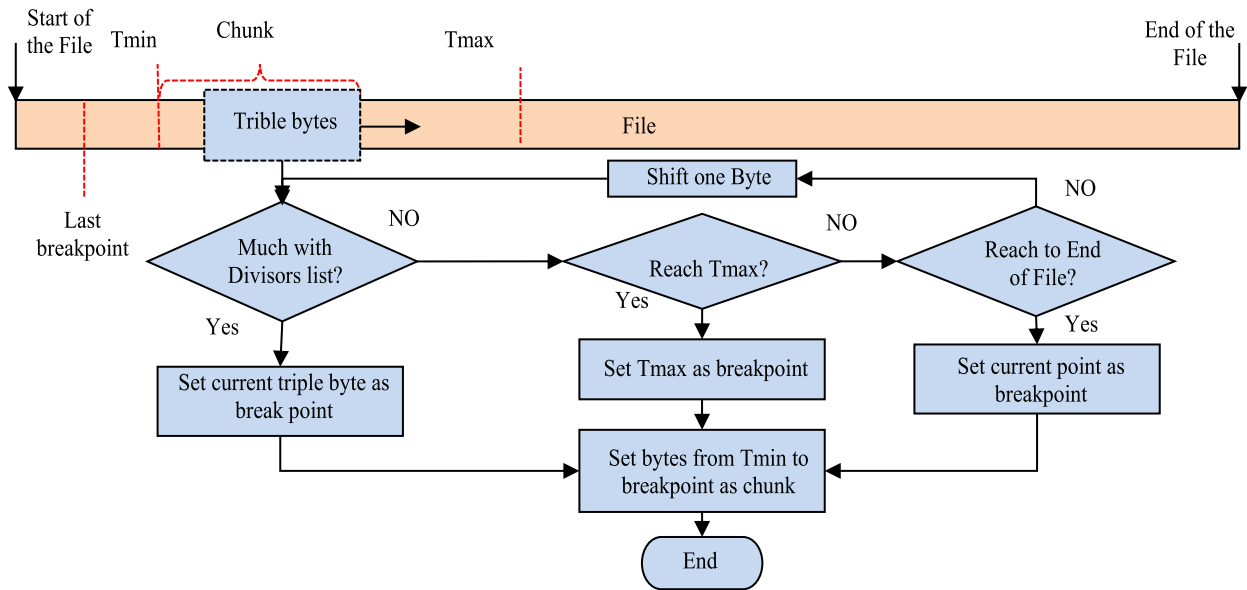 Start of
the File
Tmin
Chunk
Tmax
End of the
File
Trible bytes
File
Last
breakpoint
Shift one Byte
NO
NO
NO
Much with
Divisors list?
Reach Tmax?
Reach to End
of File?
Yes
Yes
Yes
Set current triple byte as
break point
Set Tmax as breakpoint
Set current point as
breakpoint
Set bytes from Tmin to
breakpoint as chunk
End